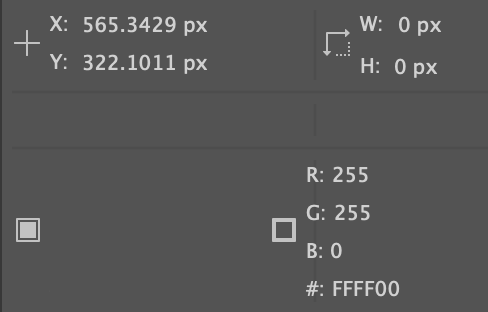 X: 565.3429 px
Y: 322.1011 px
W: 0 px
H: 0 px
R: 255
G: 255
B: 0
#: FFFF00